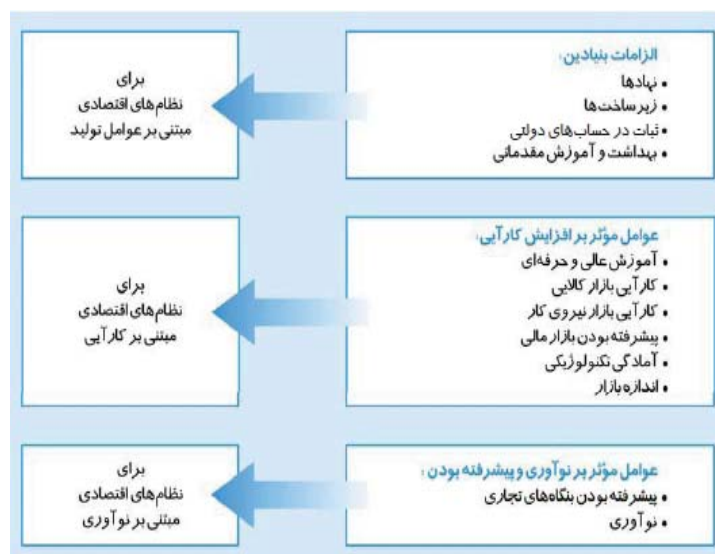 الزامات بنیادین:
• نهادها
• زیرساخت‌ها
• ثبات در حساب‌های دولتی
• بهداشت و آموزش مقدماتی
برای
نظام‌های اقتصادی
مبتنی بر عوامل تولید
عوامل مؤثر بر افزایش کارآیی:
• آموزش عالی و حرفه‌ای
• کارآیی بازار کالایی
• کارآیی بازار نیروی کار
• پیشرفته بودن بازار مالی
• آمادگی تکنولوژیکی
• اندازه بازار
برای
نظام‌های اقتصادی
مبتنی بر کارآیی
عوامل مؤثر بر نوآوری و پیشرفته بودن:
• پیشرفته بودن بنگاه‌های تجاری
• نوآوری
برای
نظام‌های اقتصادی
مبتنی بر نوآوری